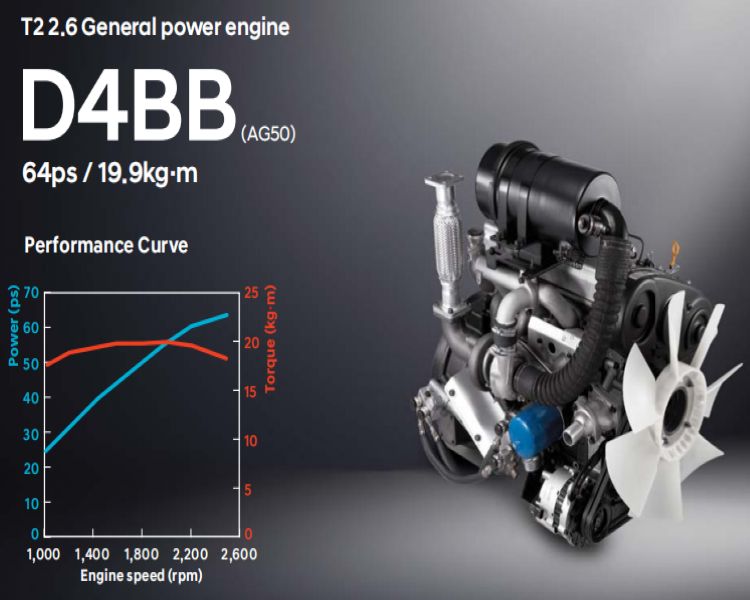 T2 2.6 General power engine
D4BB (AG50)
64ps / 19.9kg·m
Performance Curve
Power (ps)
70
60
50
40
30
20
10
0
25
20
15
10
5
0
Torque (kg·m)
1,000 1,400 1,800 2,200 2,600
Engine speed (rpm)